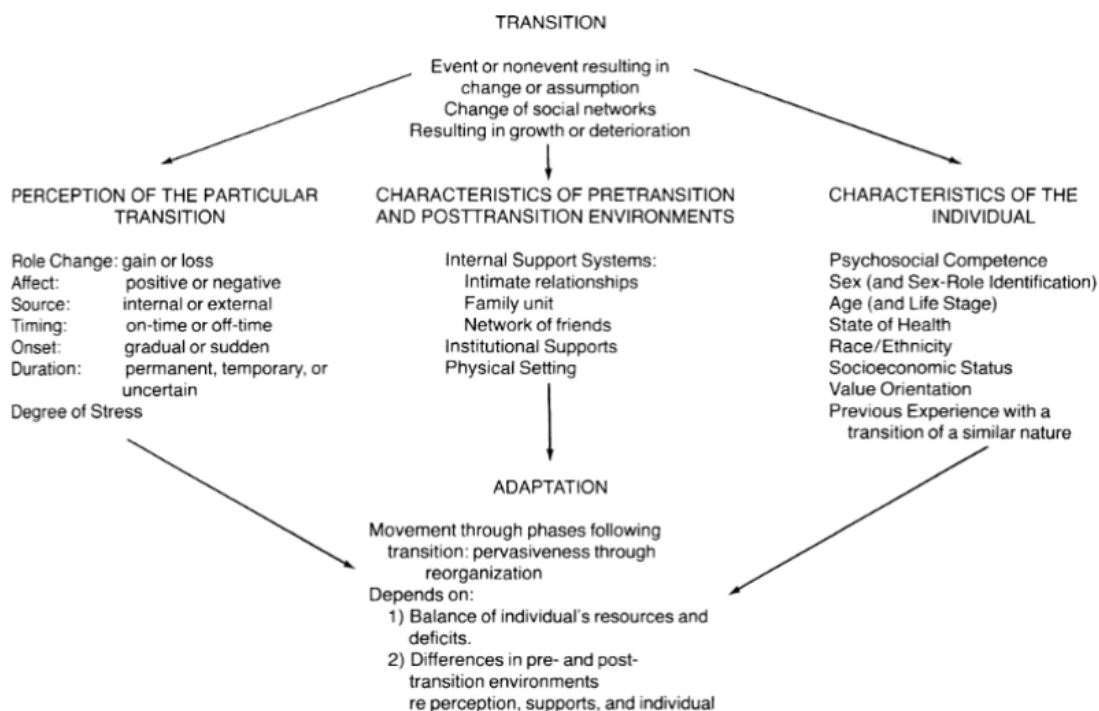 TRANSITION
Event or nonevent resulting in
change or assumption
Change of social networks
Resulting in growth or deterioration
PERCEPTION OF THE PARTICULAR
TRANSITION
Role Change: gain or loss
Affect: positive or negative
Source: internal or external
Timing: on-time or off-time
Onset: gradual or sudden
Duration: permanent, temporary, or
uncertain
Degree of Stress
CHARACTERISTICS OF PRETRANSITION
AND POSTTRANSITION ENVIRONMENTS
Internal Support Systems:
Intimate relationships
Family unit
Network of friends
Institutional Supports
Physical Setting
CHARACTERISTICS OF THE
INDIVIDUAL
Psychosocial Competence
Sex (and Sex-Role Identification)
Age (and Life Stage)
State of Health
Race/Ethnicity
Socioeconomic Status
Value Orientation
Previous Experience with a
transition of a similar nature
ADAPTATION
Movement through phases following
transition: pervasiveness through
reorganization
Depends on:
1) Balance of individual's resources and
deficits.
2) Differences in pre- and post-
transition environments
re perception, supports, and individual